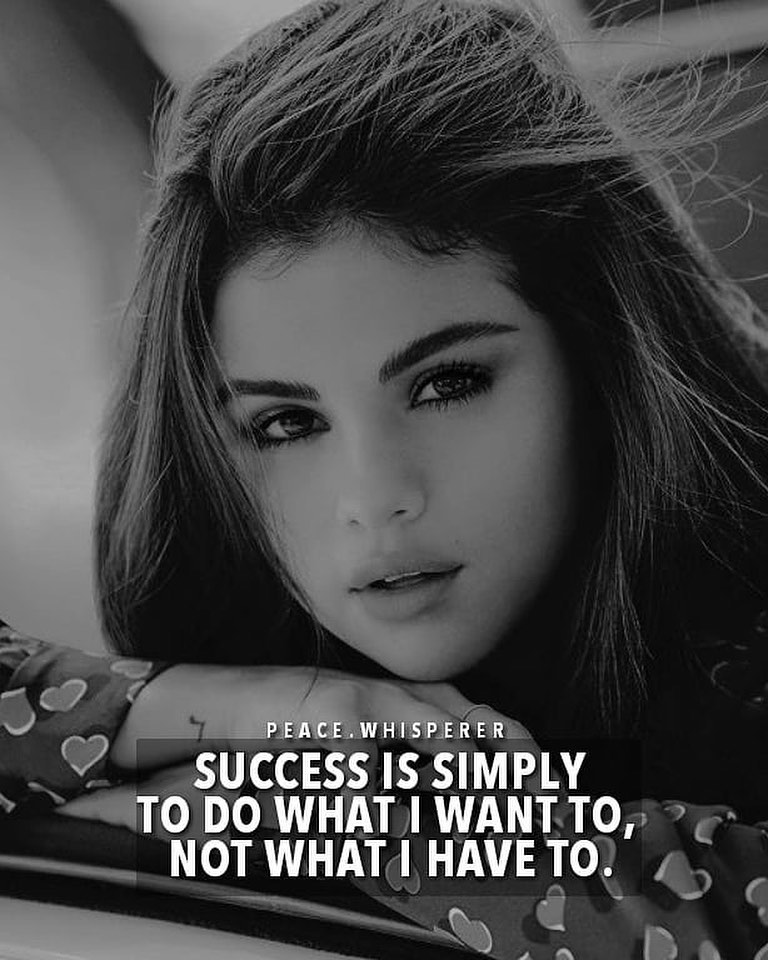 PEACE.WHISPERER
SUCCESS IS SIMPLY
TO DO WHAT I WANT TO,
NOT WHAT I HAVE TO.